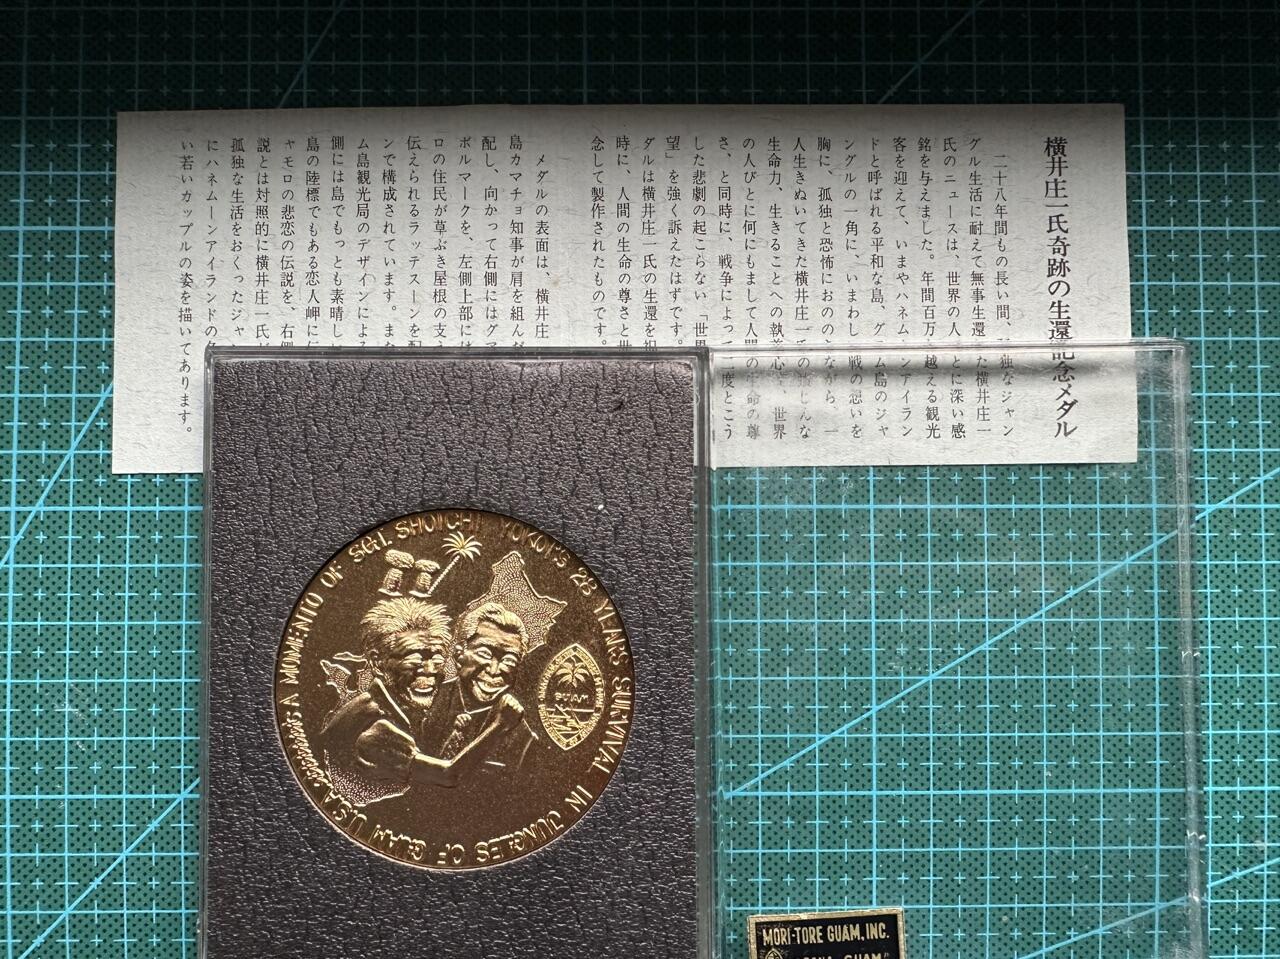 横井庄一氏奇跡の生還記念メダル
二十八年間もの長い間、孤独なジャン
グル生活に耐えて無事生還した横井庄一
氏のニュースは、世界の人びとに深い感
銘を与えました。年間百万を越える観光
客を迎えて、いまやハネムーンアイラン
ドと呼ばれる平和な島、グアム島のジャ
ングルの一角に、いまわしい戦の想いを
胸に、孤独と恐怖におののきながら、一
人生きぬいてきた横井庄一氏の強じんな
生命力、生きることへの執着心は、世界
の人びとに何にもまして人間の生命の尊
さ、と同時に、戦争によって二度とこう
した悲劇の起こらない「世界
望」を強く訴えたはずです。
ダルは横井庄一氏の生還を祝
時に、人間の生命の尊さと世
念して製作されたものです。
メダルの表面は、横井庄
島カマチョ知事が肩を組んだ
配し、向かって右側にはグア
ボルマークを、左側上部には
ロの住民が草ぶき屋根の支
伝えられるラッテストーンを配
ンで構成されています。また
ム島観光局のデザインによる
側には島でもっとも素晴し
島の陸標でもある恋人岬に伝
ャモロの悲恋の伝説を、右側
説とは対照的に横井庄一氏が
孤独な生活をおくったジャン
にハネムーンアイランドの
い若いカップルの姿を描いてあります。
A MOMENTO OF SGT. SHOICHI YOKOI'S 28 YEARS SURVIVAL IN JUNGLES OF GUAM U.S.A.
GUAM
MORI-TORE GUAM, INC.
GUAM"